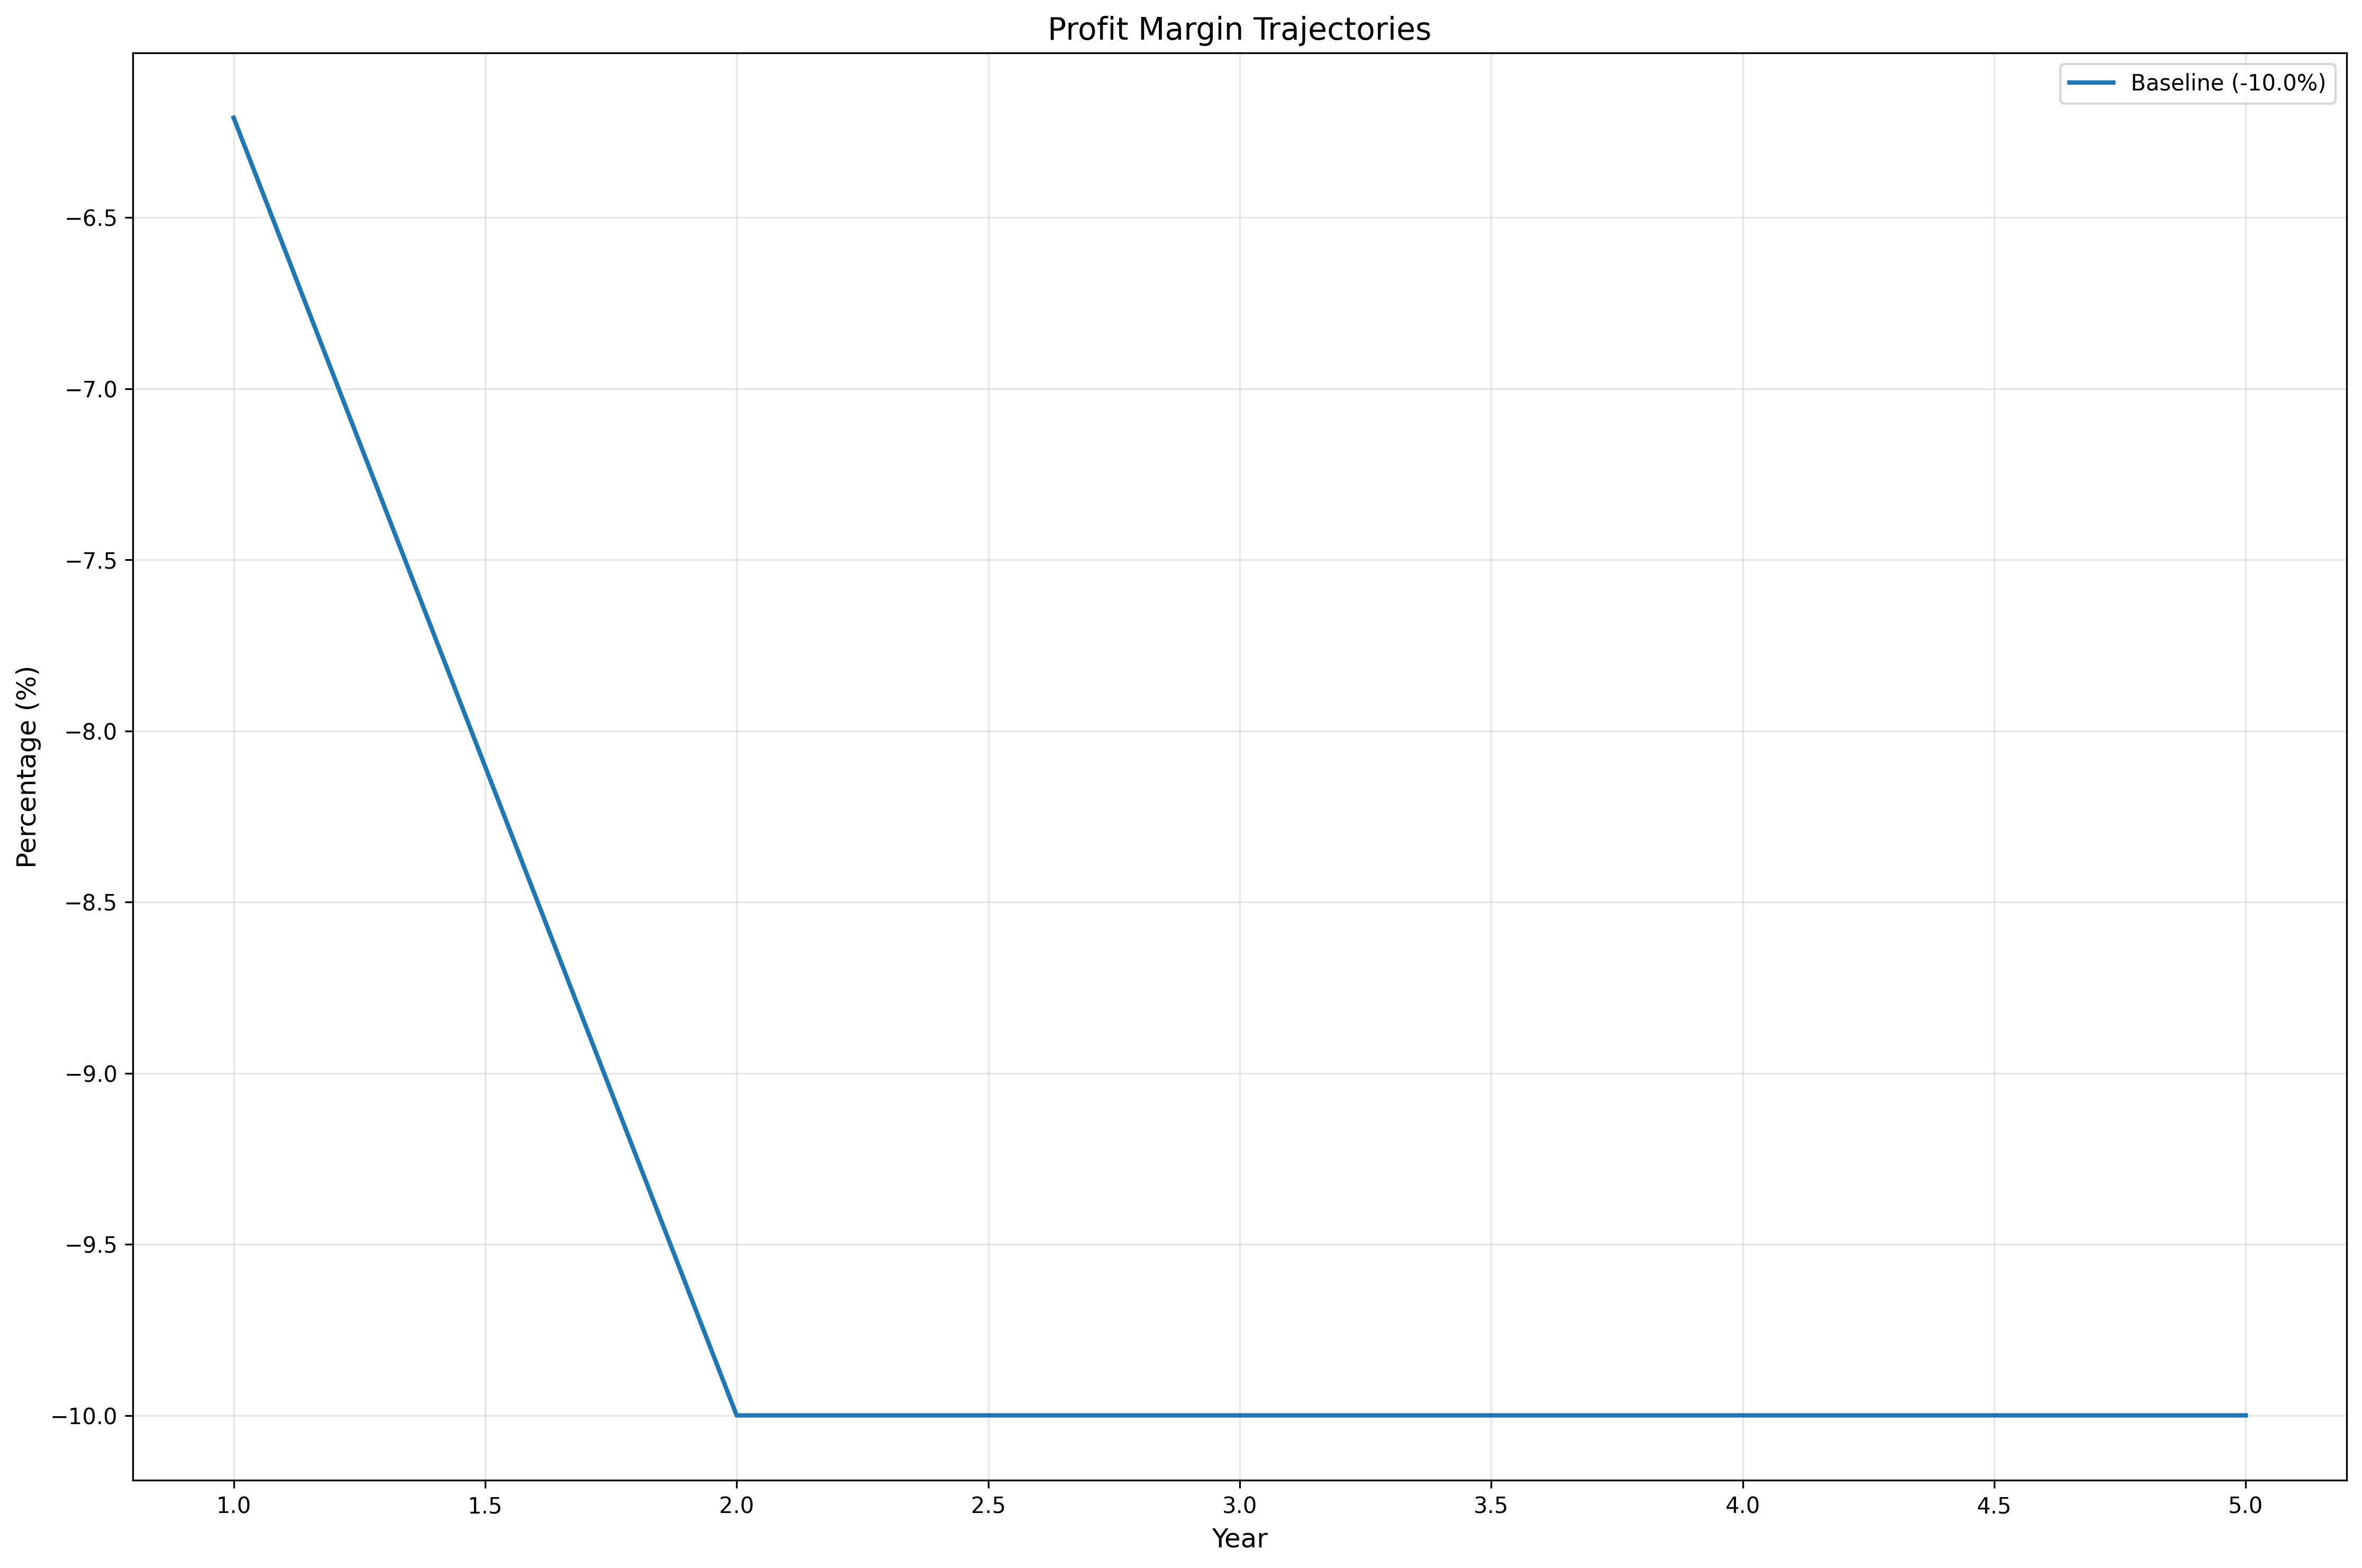 Profit Margin Trajectories
Baseline (-10.0%)
Percentage (%)
−6.5
−7.0
−7.5
−8.0
−8.5
−9.0
−9.5
−10.0
1.0 1.5 2.0 2.5 3.0 3.5 4.0 4.5 5.0
Year